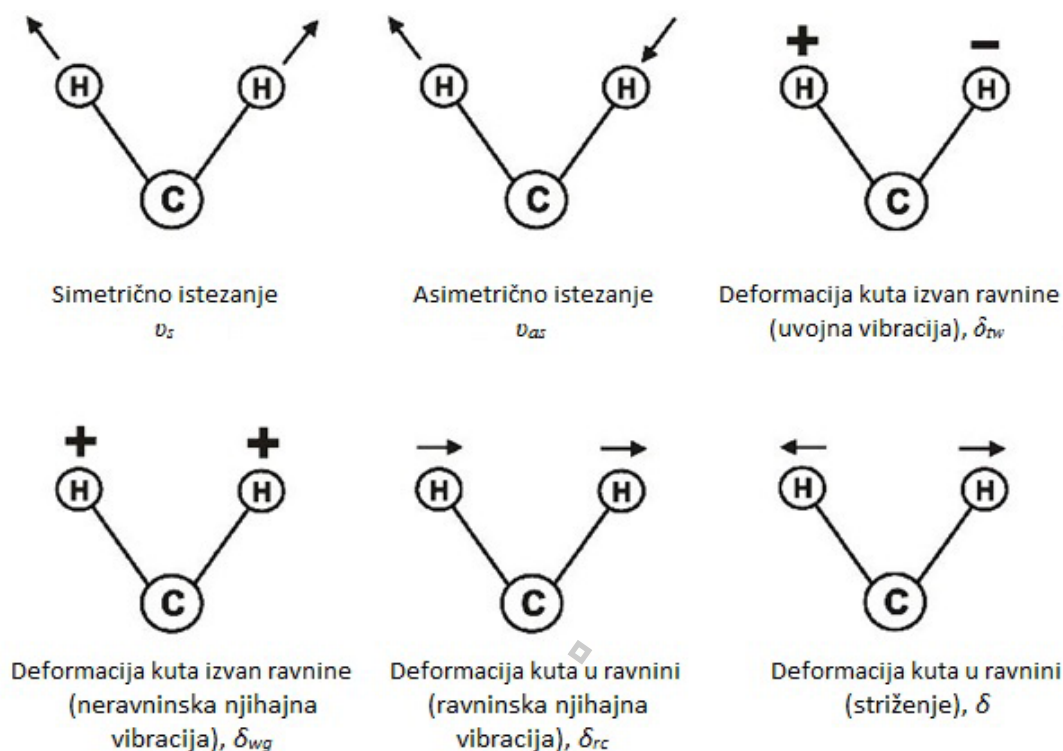 + −
H H H H H H
C C C
Simetrično istezanje Asimetrično istezanje Deformacija kuta izvan ravnine
υs υas (uvojna vibracija), δtw
+ +
H H H H H H
C C C
Deformacija kuta izvan ravnine Deformacija kuta u ravnini Deformacija kuta u ravnini
(neravninska njihajna (ravninska njihajna (striženje), δ
vibracija), δwg vibracija), δrc